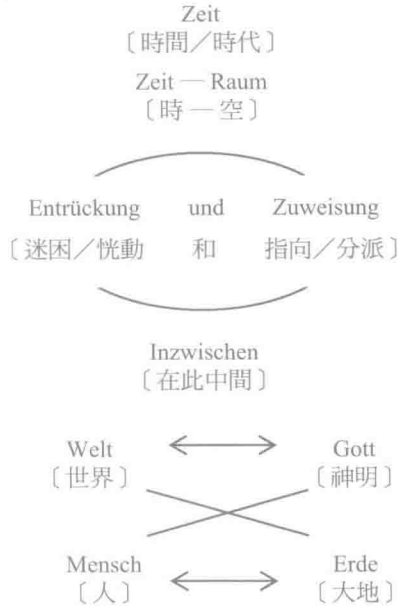 Zeit
〔時間／時代〕
Zeit — Raum
〔時 — 空〕
Entrückung und Zuweisung
〔迷困／恍動 和 指向／分派〕
Inzwischen
〔在此中間〕
Welt Gott
〔世界〕 〔神明〕
Mensch Erde
〔人〕 〔大地〕